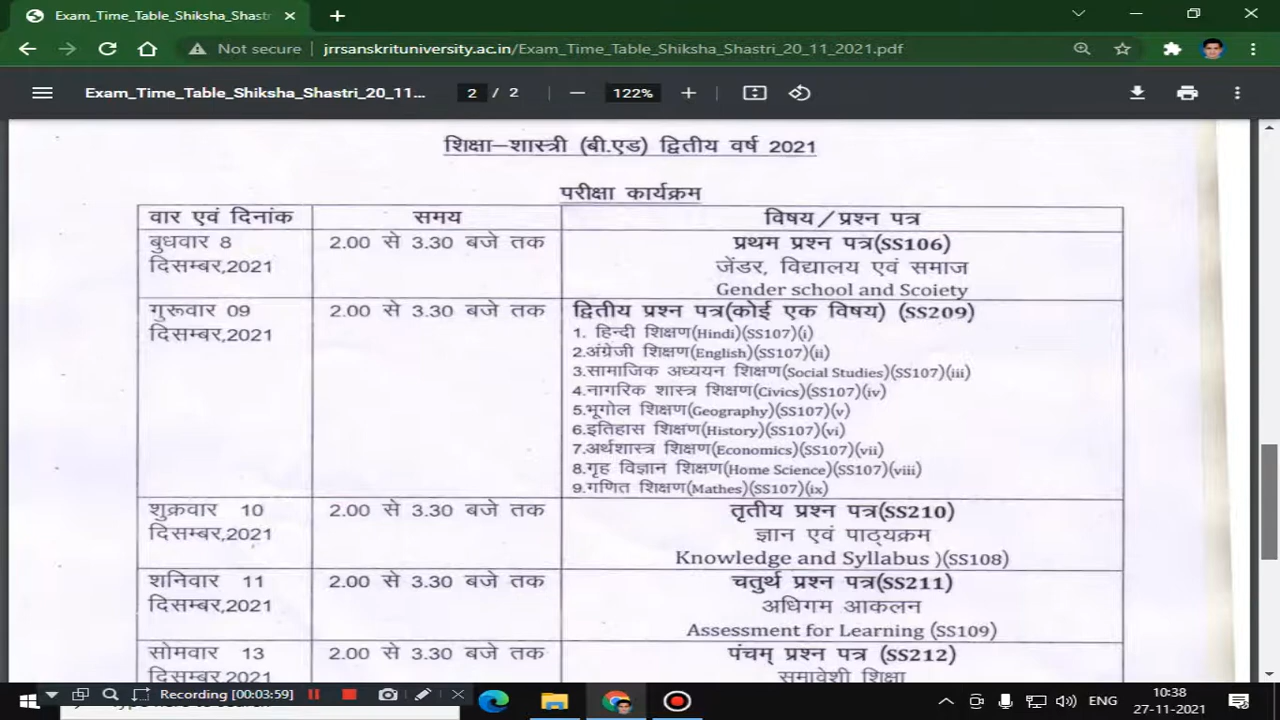 Exam_Time_Table_Shiksha_Shastr
Not secure jrrsanskrituniversity.ac.in/Exam_Time_Table_Shiksha_Shastri_20_11_2021.pdf
Exam_Time_Table_Shiksha_Shastri_20_11... 2 / 2 122%
शिक्षा–शास्त्री (बी.एड) द्वितीय वर्ष 2021
परीक्षा कार्यक्रम
वार एवं दिनांक समय विषय/प्रश्न पत्र
बुधवार 8 2.00 से 3.30 बजे तक प्रथम प्रश्न पत्र(SS106)
दिसम्बर,2021 जेंडर, विद्यालय एवं समाज
Gender school and Scoiety
गुरूवार 09 2.00 से 3.30 बजे तक द्वितीय प्रश्न पत्र(कोई एक विषय) (SS209)
दिसम्बर,2021 1. हिन्दी शिक्षण(Hindi)(SS107)(i)
2.अंग्रेजी शिक्षण(English)(SS107)(ii)
3.सामाजिक अध्ययन शिक्षण(Social Studies)(SS107)(iii)
4.नागरिक शास्त्र शिक्षण(Civics)(SS107)(iv)
5.भूगोल शिक्षण(Geography)(SS107)(v)
6.इतिहास शिक्षण(History)(SS107)(vi)
7.अर्थशास्त्र शिक्षण(Economics)(SS107)(vii)
8.गृह विज्ञान शिक्षण(Home Science)(SS107)(viii)
9.गणित शिक्षण(Mathes)(SS107)(ix)
शुक्रवार 10 2.00 से 3.30 बजे तक तृतीय प्रश्न पत्र(SS210)
दिसम्बर,2021 ज्ञान एवं पाठ्यक्रम
Knowledge and Syllabus )(SS108)
शनिवार 11 2.00 से 3.30 बजे तक चतुर्थ प्रश्न पत्र(SS211)
दिसम्बर,2021 अधिगम आकलन
Assessment for Learning (SS109)
सोमवार 13 2.00 से 3.30 बजे तक पंचम् प्रश्न पत्र (SS212)
दिसम्बर,2021 समावेशी शिक्षा
Recording [00:03:59] ENG 10:38
27-11-2021